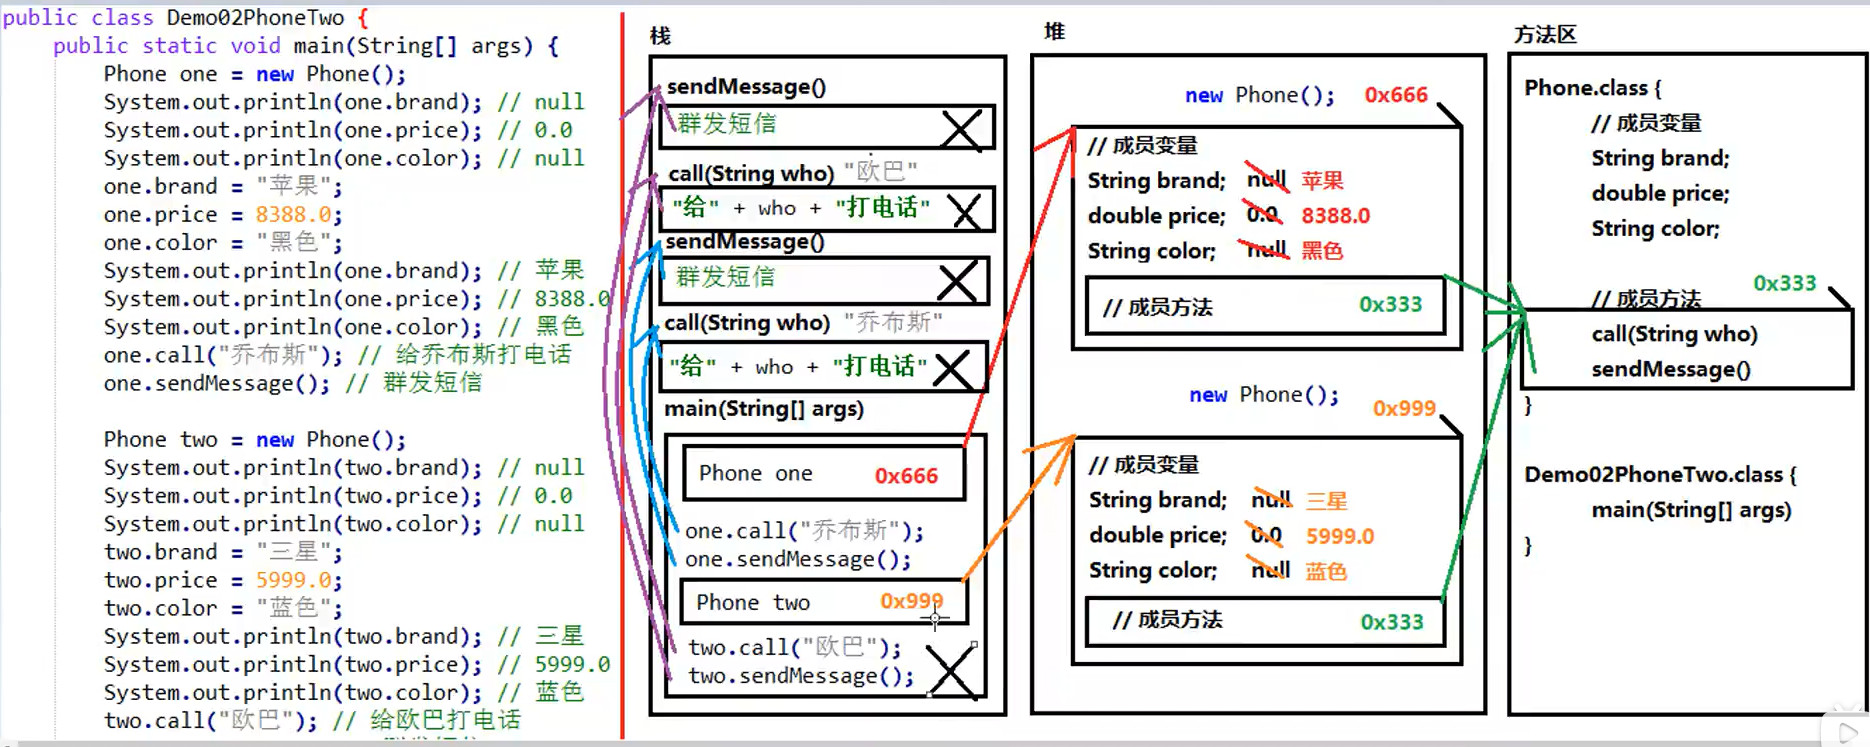 public class Demo02PhoneTwo {
public static void main(String[] args) {
Phone one = new Phone();
System.out.println(one.brand); // null
System.out.println(one.price); // 0.0
System.out.println(one.color); // null
one.brand = "苹果";
one.price = 8388.0;
one.color = "黑色";
System.out.println(one.brand); // 苹果
System.out.println(one.price); // 8388.0
System.out.println(one.color); // 黑色
one.call("乔布斯"); // 给乔布斯打电话
one.sendMessage(); // 群发短信
Phone two = new Phone();
System.out.println(two.brand); // null
System.out.println(two.price); // 0.0
System.out.println(two.color); // null
two.brand = "三星";
two.price = 5999.0;
two.color = "蓝色";
System.out.println(two.brand); // 三星
System.out.println(two.price); // 5999.0
System.out.println(two.color); // 蓝色
two.call("欧巴"); // 给欧巴打电话
栈
sendMessage()
群发短信
call(String who) "欧巴"
"给" + who + "打电话"
sendMessage()
群发短信
call(String who) "乔布斯"
"给" + who + "打电话"
main(String[] args)
Phone one 0x666
one.call("乔布斯");
one.sendMessage();
Phone two 0x999
two.call("欧巴");
two.sendMessage();
堆
new Phone(); 0x666
// 成员变量
String brand; null 苹果
double price; 0.0 8388.0
String color; null 黑色
// 成员方法 0x333
new Phone(); 0x999
// 成员变量
String brand; null 三星
double price; 0.0 5999.0
String color; null 蓝色
// 成员方法 0x333
方法区
Phone.class {
// 成员变量
String brand;
double price;
String color;
// 成员方法 0x333
call(String who)
sendMessage()
}
Demo02PhoneTwo.class {
main(String[] args)
}